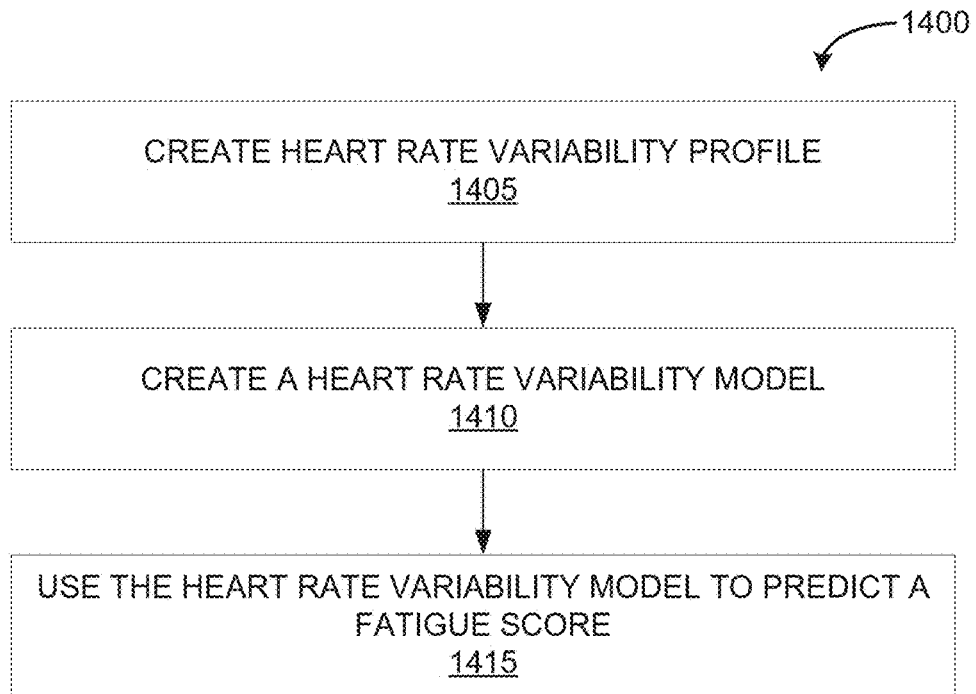 1400
CREATE HEART RATE VARIABILITY PROFILE
1405
CREATE A HEART RATE VARIABILITY MODEL
1410
USE THE HEART RATE VARIABILITY MODEL TO PREDICT A
FATIGUE SCORE
1415